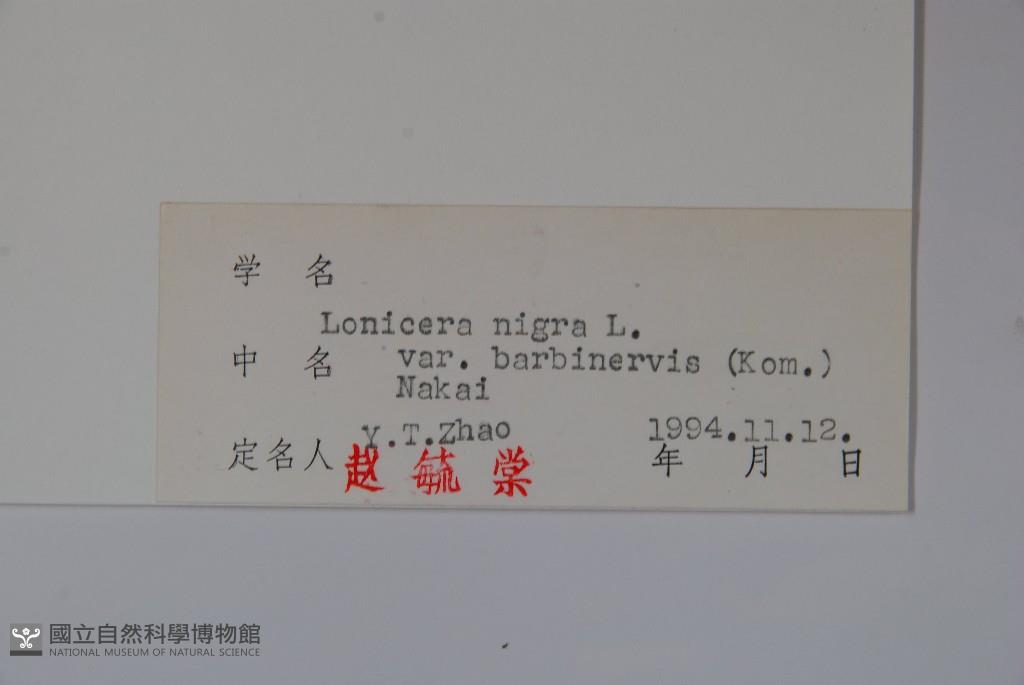 学 名
Lonicera nigra L.
中 名 var. barbinervis (Kom.)
Nakai
Y.T.Zhao 1994.11.12.
定名人 赵 毓 棠 年 月 日
國立自然科學博物館
NATIONAL MUSEUM OF NATURAL SCIENCE